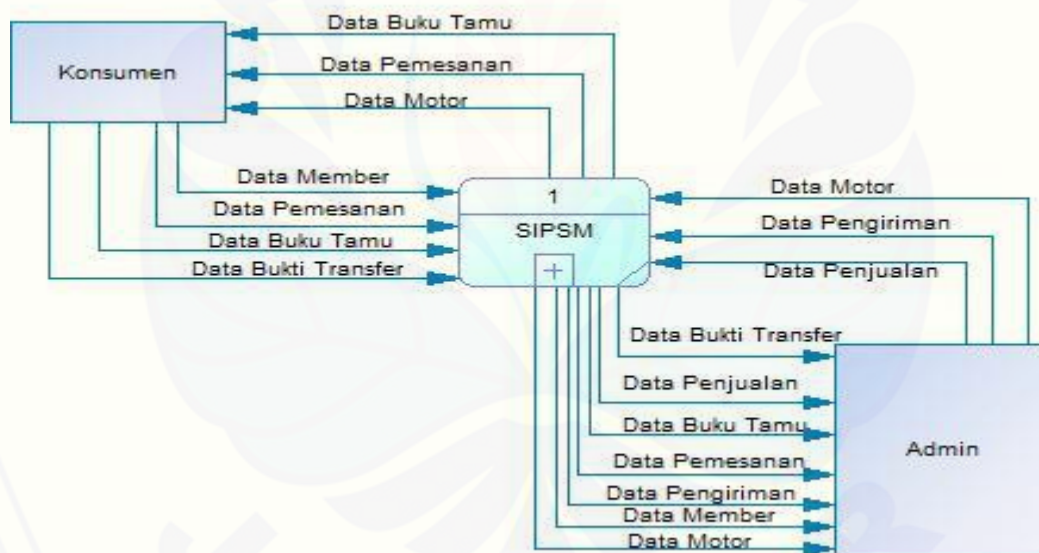 Data Buku Tamu
Konsumen
Data Pemesanan
Data Motor
Data Member
Data Pemesanan
Data Buku Tamu
Data Bukti Transfer
1
SIPSM
+
Data Motor
Data Pengiriman
Data Penjualan
Data Bukti Transfer
Data Penjualan
Data Buku Tamu
Data Pemesanan
Data Pengiriman
Data Member
Data Motor
Admin